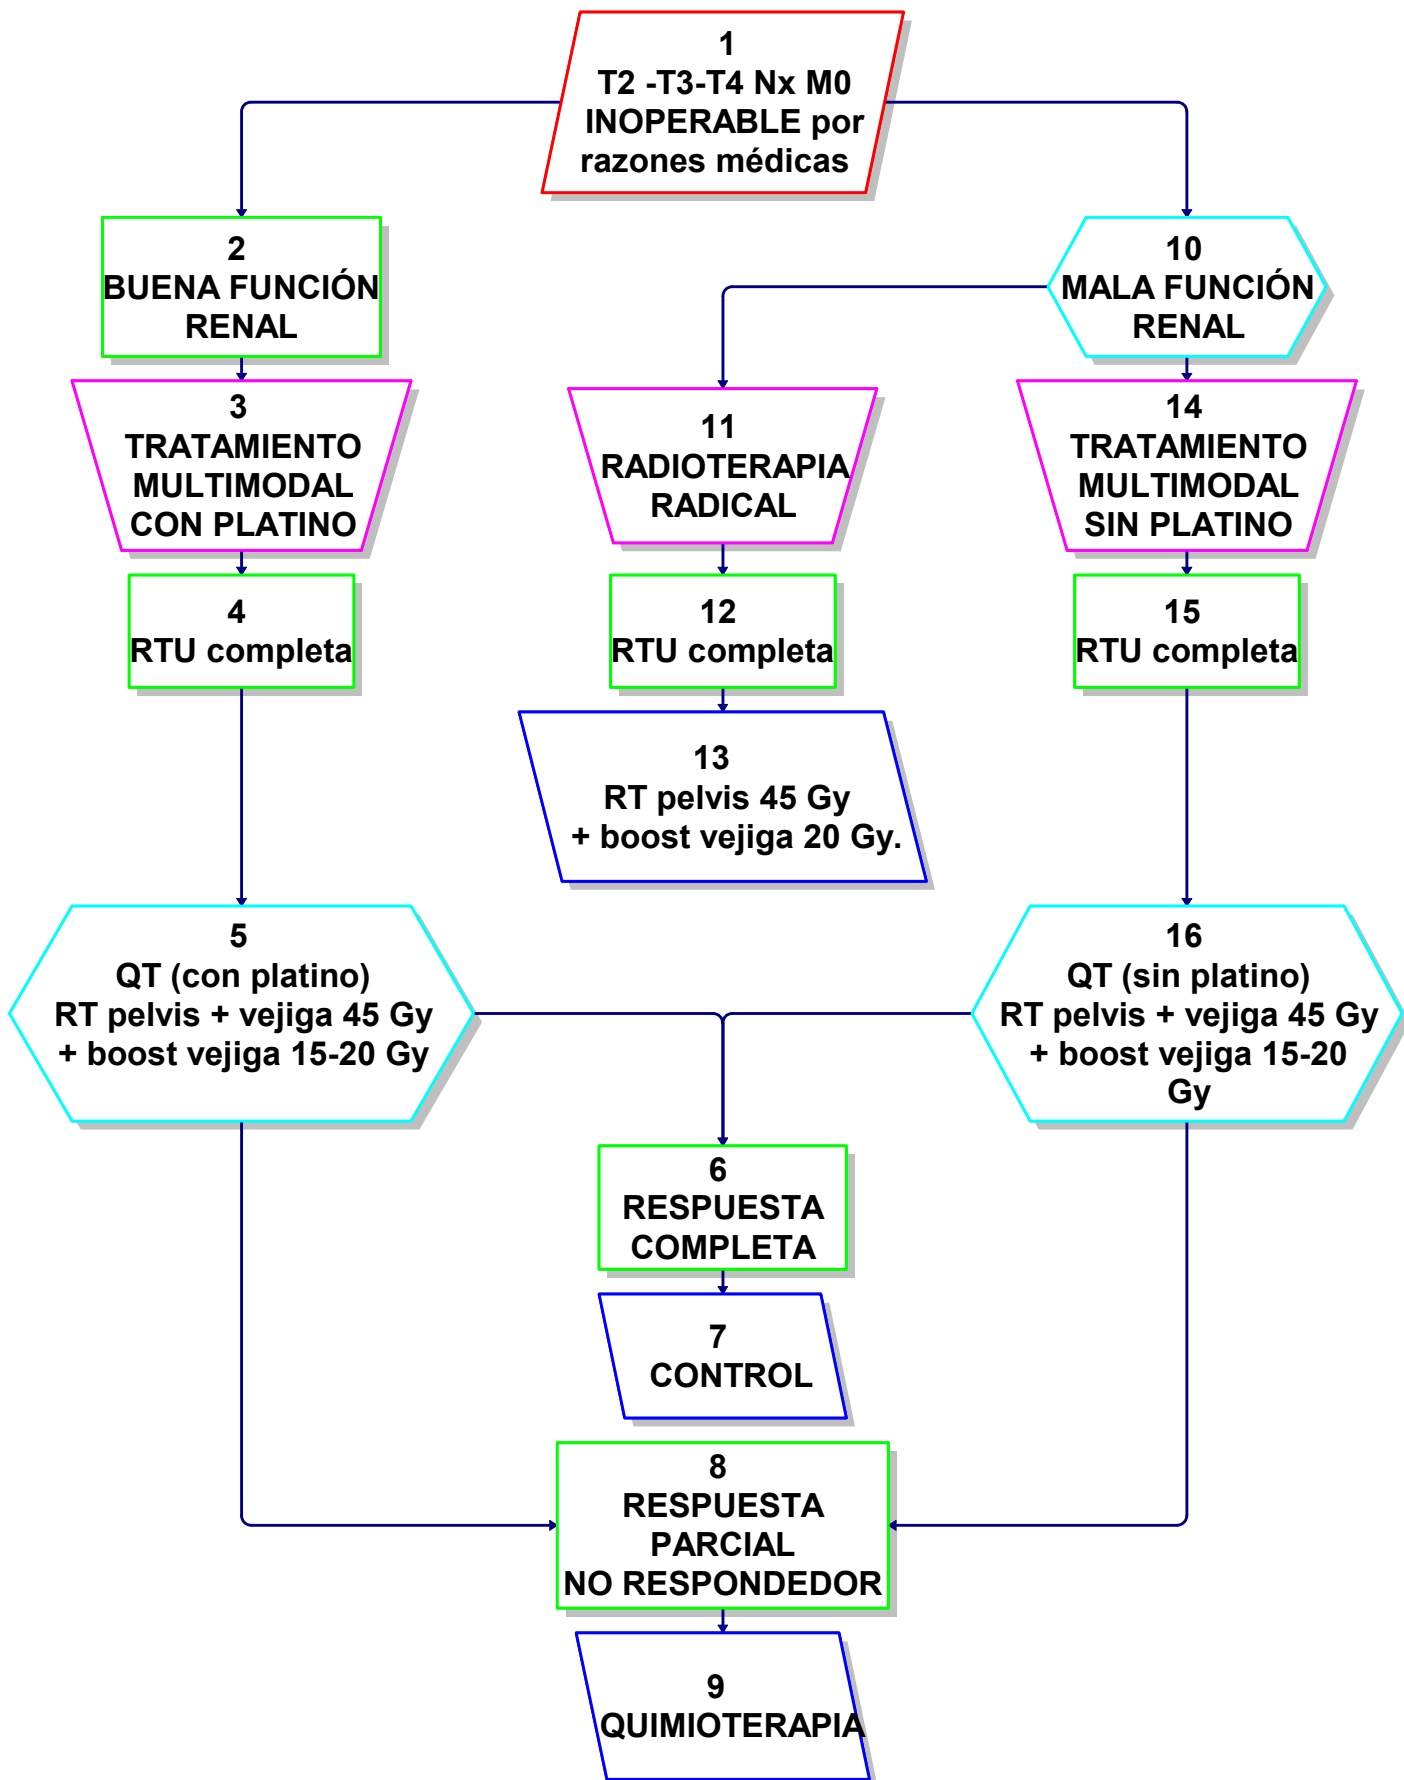 1
T2 -T3-T4 Nx M0
INOPERABLE por
razones médicas
2
BUENA FUNCIÓN
RENAL
3
TRATAMIENTO
MULTIMODAL
CON PLATINO
4
RTU completa
5
QT (con platino)
RT pelvis + vejiga 45 Gy
+ boost vejiga 15-20 Gy
6
RESPUESTA
COMPLETA
7
CONTROL
8
RESPUESTA
PARCIAL
NO RESPONDEDOR
9
QUIMIOTERAPIA
10
MALA FUNCIÓN
RENAL
11
RADIOTERAPIA
RADICAL
12
RTU completa
13
RT pelvis 45 Gy
+ boost vejiga 20 Gy.
14
TRATAMIENTO
MULTIMODAL
SIN PLATINO
15
RTU completa
16
QT (sin platino)
RT pelvis + vejiga 45 Gy
+ boost vejiga 15-20
Gy